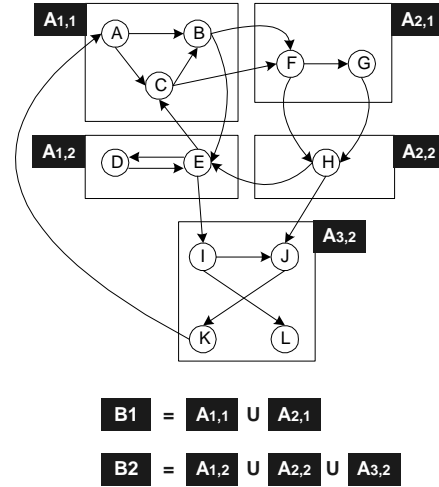 A1,1
A2,1
A B
C
F G
A1,2
A2,2
D E
H
A3,2
I J
K L
B1 = A1,1 U A2,1
B2 = A1,2 U A2,2 U A3,2